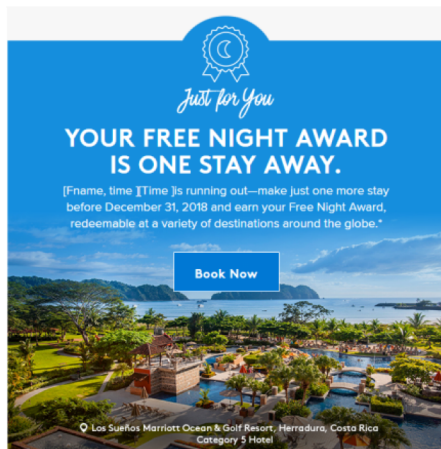 Just for You
YOUR FREE NIGHT AWARD
IS ONE STAY AWAY.
[Fname, time ][Time ]is running out—make just one more stay
before December 31, 2018 and earn your Free Night Award,
redeemable at a variety of destinations around the globe.*
Book Now
Los Sueños Marriott Ocean & Golf Resort, Herradura, Costa Rica
Category 5 Hotel